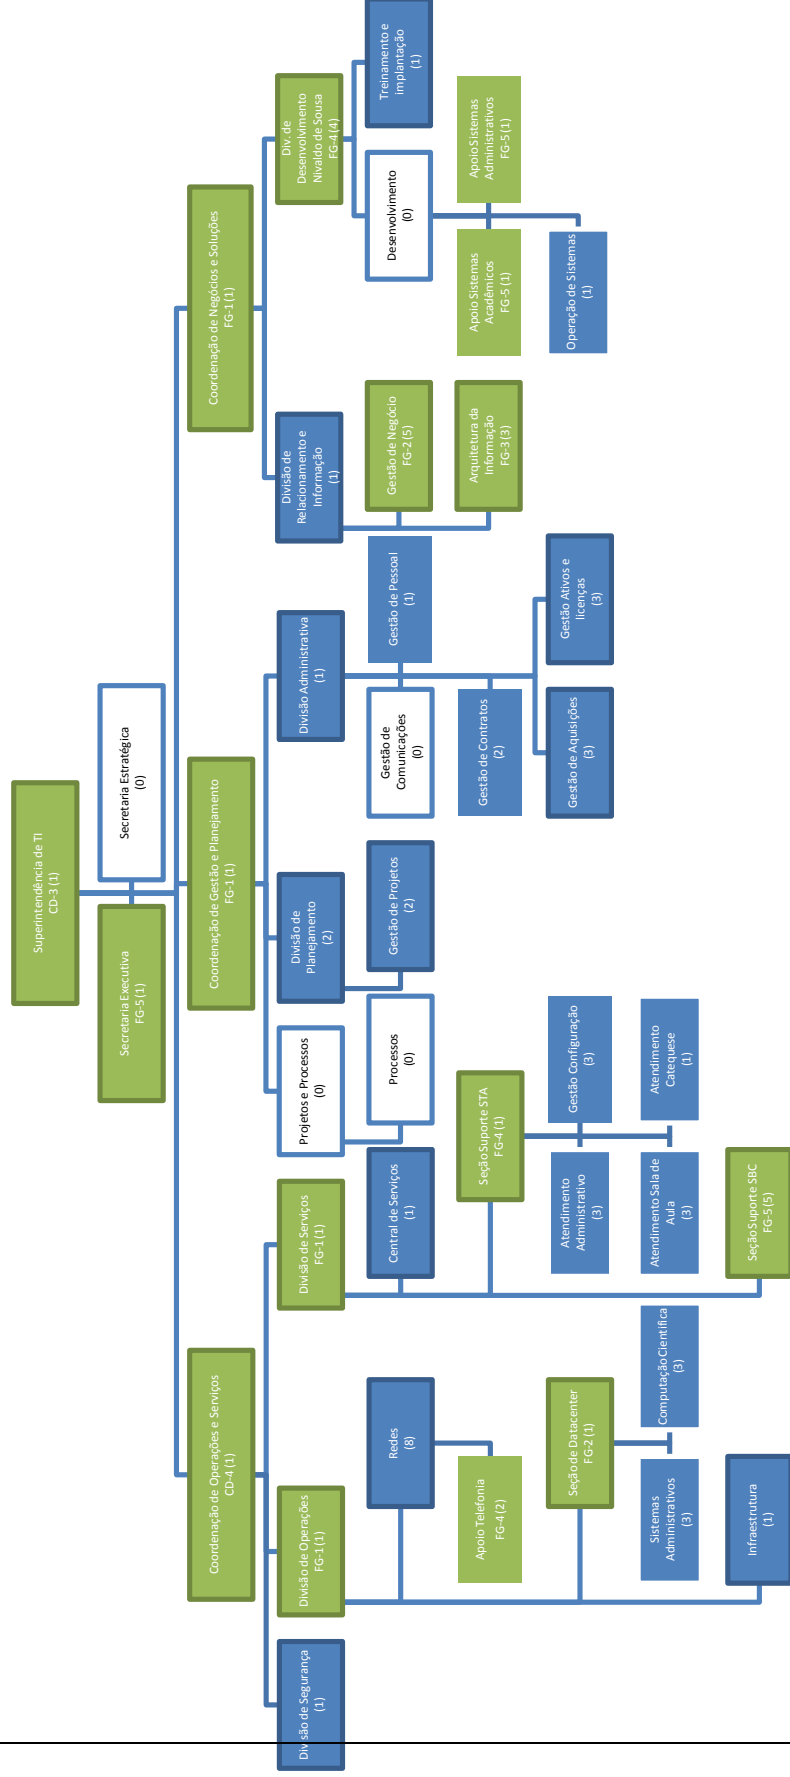 Superintendência de TI
CD-3 (1)
Secretaria Executiva
FG-5 (1)
Secretaria Estratégica
(0)
Coordenação de Operações e Serviços
CD-4 (1)
Coordenação de Gestão e Planejamento
FG-1 (1)
Coordenação de Negócios e Soluções
FG-1 (1)
Divisão de Segurança
(1)
Divisão de Operações
FG-1 (1)
Divisão de Serviços
FG-1 (1)
Projetos e Processos
(0)
Divisão de
Planejamento
(2)
Divisão Administrativa
(1)
Divisão de
Relacionamento e
Informação
(1)
Div. de
Desenvolvimento
Nivaldo de Sousa
FG-4 (4)
Redes
(8)
Central de Serviços
(1)
Processos
(0)
Gestão de Projetos
(2)
Gestão de
Comunicações
(0)
Gestão de Pessoal
(1)
Gestão de Negócio
FG-2 (5)
Desenvolvimento
(0)
Treinamento e
implantação
(1)
Apoio Telefonia
FG-4 (2)
Seção Suporte STA
FG-4 (1)
Gestão de Contratos
(2)
Arquitetura da
Informação
FG-3 (3)
Apoio Sistemas
Acadêmicos
FG-5 (1)
Apoio Sistemas
Administrativos
FG-5 (1)
Seção de Datacenter
FG-2 (1)
Atendimento
Administrativo
(3)
Gestão Configuração
(3)
Gestão de Aquisições
(3)
Gestão Ativos e
licenças
(3)
Operação de Sistemas
(1)
Sistemas
Administrativos
(3)
Computação Cientifica
(3)
Atendimento Sala de
Aula
(3)
Atendimento
Catequese
(1)
Infraestrutura
(1)
Seção Suporte SBC
FG-5 (5)